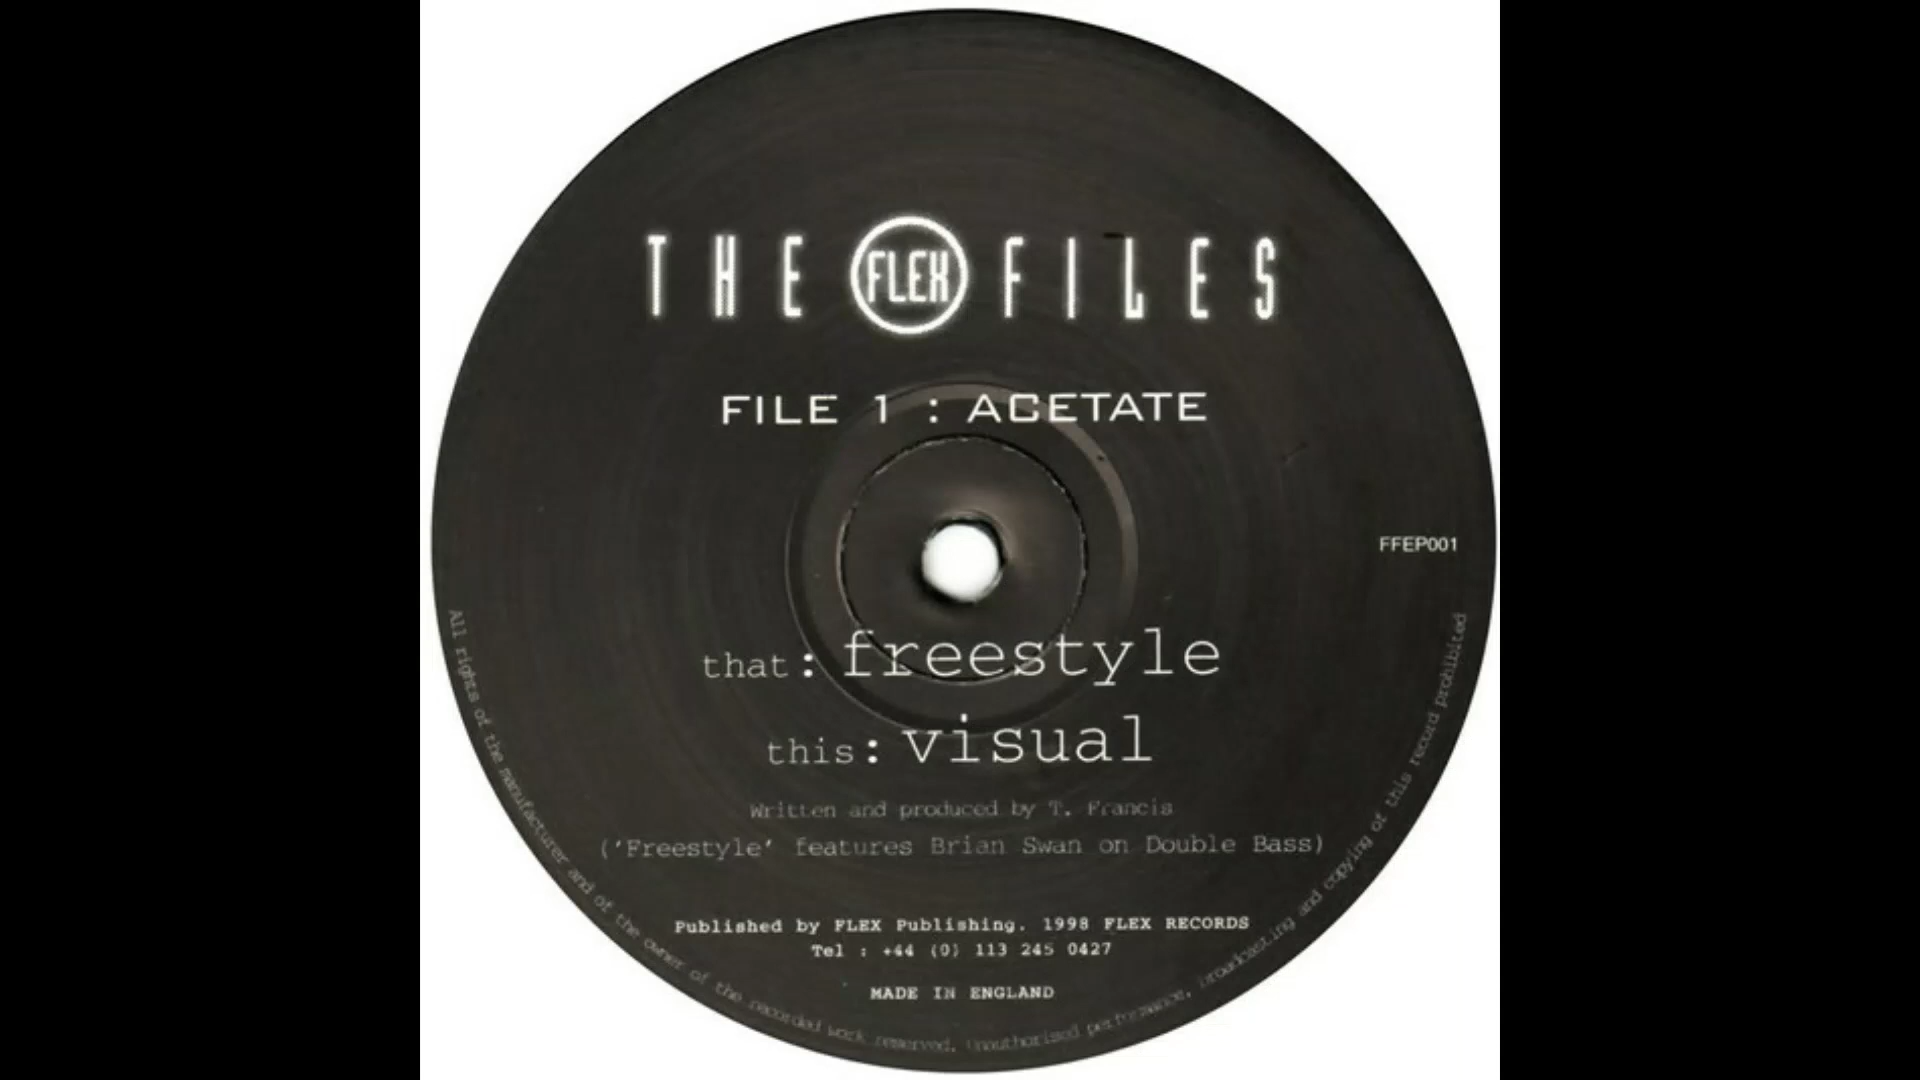 THE FLEX FILES
FILE 1 : ACETATE
FFEP001
that: freestyle
this: visual
Written and produced by T. Francis
('Freestyle' features Brian Swan on Double Bass)
Published by FLEX Publishing. 1998 FLEX RECORDS
Tel : +44 (0) 113 245 0427
MADE IN ENGLAND
All rights of the manufacturer and of the owner of the recorded work reserved. Unauthorised performance, broadcasting and copying of this record prohibited